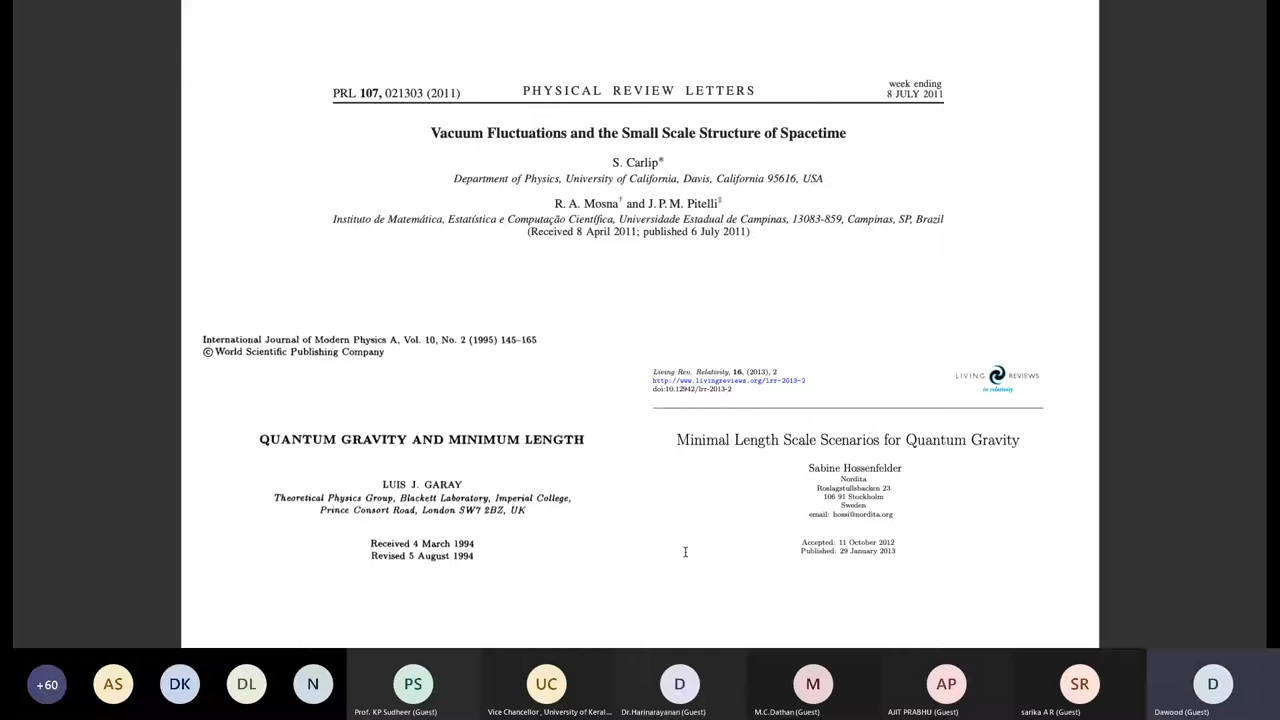 PRL 107, 021303 (2011)
PHYSICAL REVIEW LETTERS
week ending
8 JULY 2011
Vacuum Fluctuations and the Small Scale Structure of Spacetime
S. Carlip*
Department of Physics, University of California, Davis, California 95616, USA
R. A. Mosna† and J. P. M. Pitelli‡
Instituto de Matemática, Estatística e Computação Científica, Universidade Estadual de Campinas, 13083-859, Campinas, SP, Brazil
(Received 8 April 2011; published 6 July 2011)
International Journal of Modern Physics A, Vol. 10, No. 2 (1995) 145–165
© World Scientific Publishing Company
QUANTUM GRAVITY AND MINIMUM LENGTH
LUIS J. GARAY
Theoretical Physics Group, Blackett Laboratory, Imperial College,
Prince Consort Road, London SW7 2BZ, UK
Received 4 March 1994
Revised 5 August 1994
Living Rev. Relativity, 16, (2013), 2
http://www.livingreviews.org/lrr-2013-2
doi:10.12942/lrr-2013-2
LIVING REVIEWS
in relativity
Minimal Length Scale Scenarios for Quantum Gravity
Sabine Hossenfelder
Nordita
Roslagstullsbacken 23
106 91 Stockholm
Sweden
email: hossi@nordita.org
Accepted: 11 October 2012
Published: 29 January 2013
+60
AS
DK
DL
N
PS
Prof. KP Sudheer (Guest)
UC
Vice Chancellor , University of Keral...
D
Dr.Harinarayanan (Guest)
M
M.C.Dathan (Guest)
AP
AJIT PRABHU (Guest)
SR
sarika A R (Guest)
D
Dawood (Guest)